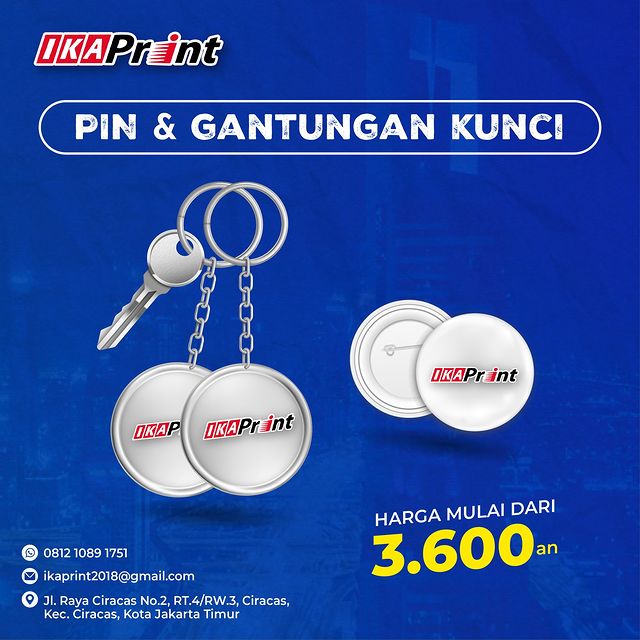 IKAPrint
PIN & GANTUNGAN KUNCI
IKAP
IKAPrint
IKAPrint
HARGA MULAI DARI
3.600an
0812 1089 1751
ikaprint2018@gmail.com
Jl. Raya Ciracas No.2, RT.4/RW.3, Ciracas,
Kec. Ciracas, Kota Jakarta Timur